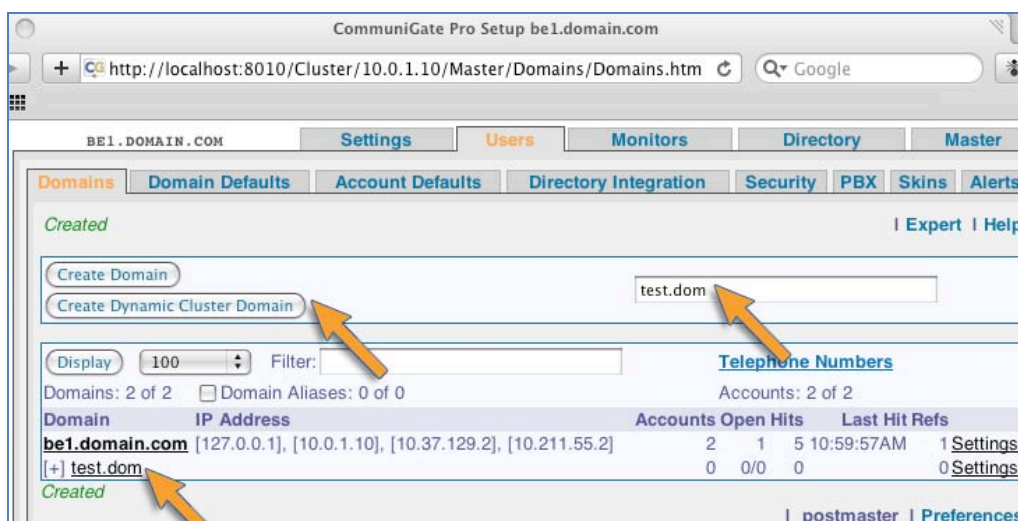 CommuniGate Pro Setup be1.domain.com
+ CG http://localhost:8010/Cluster/10.0.1.10/Master/Domains/Domains.htm Google
BE1.DOMAIN.COM Settings Users Monitors Directory Master
Domains Domain Defaults Account Defaults Directory Integration Security PBX Skins Alerts
Created | Expert | Help
Create Domain
test.dom
Create Dynamic Cluster Domain
Display 100 Filter: Telephone Numbers
Domains: 2 of 2 Domain Aliases: 0 of 0 Accounts: 2 of 2
Domain IP Address Accounts Open Hits Last Hit Refs
be1.domain.com [127.0.0.1], [10.0.1.10], [10.37.129.2], [10.211.55.2] 2 1 5 10:59:57AM 1 Settings
[+] test.dom 0 0/0 0 0 Settings
Created
| postmaster | Preferences